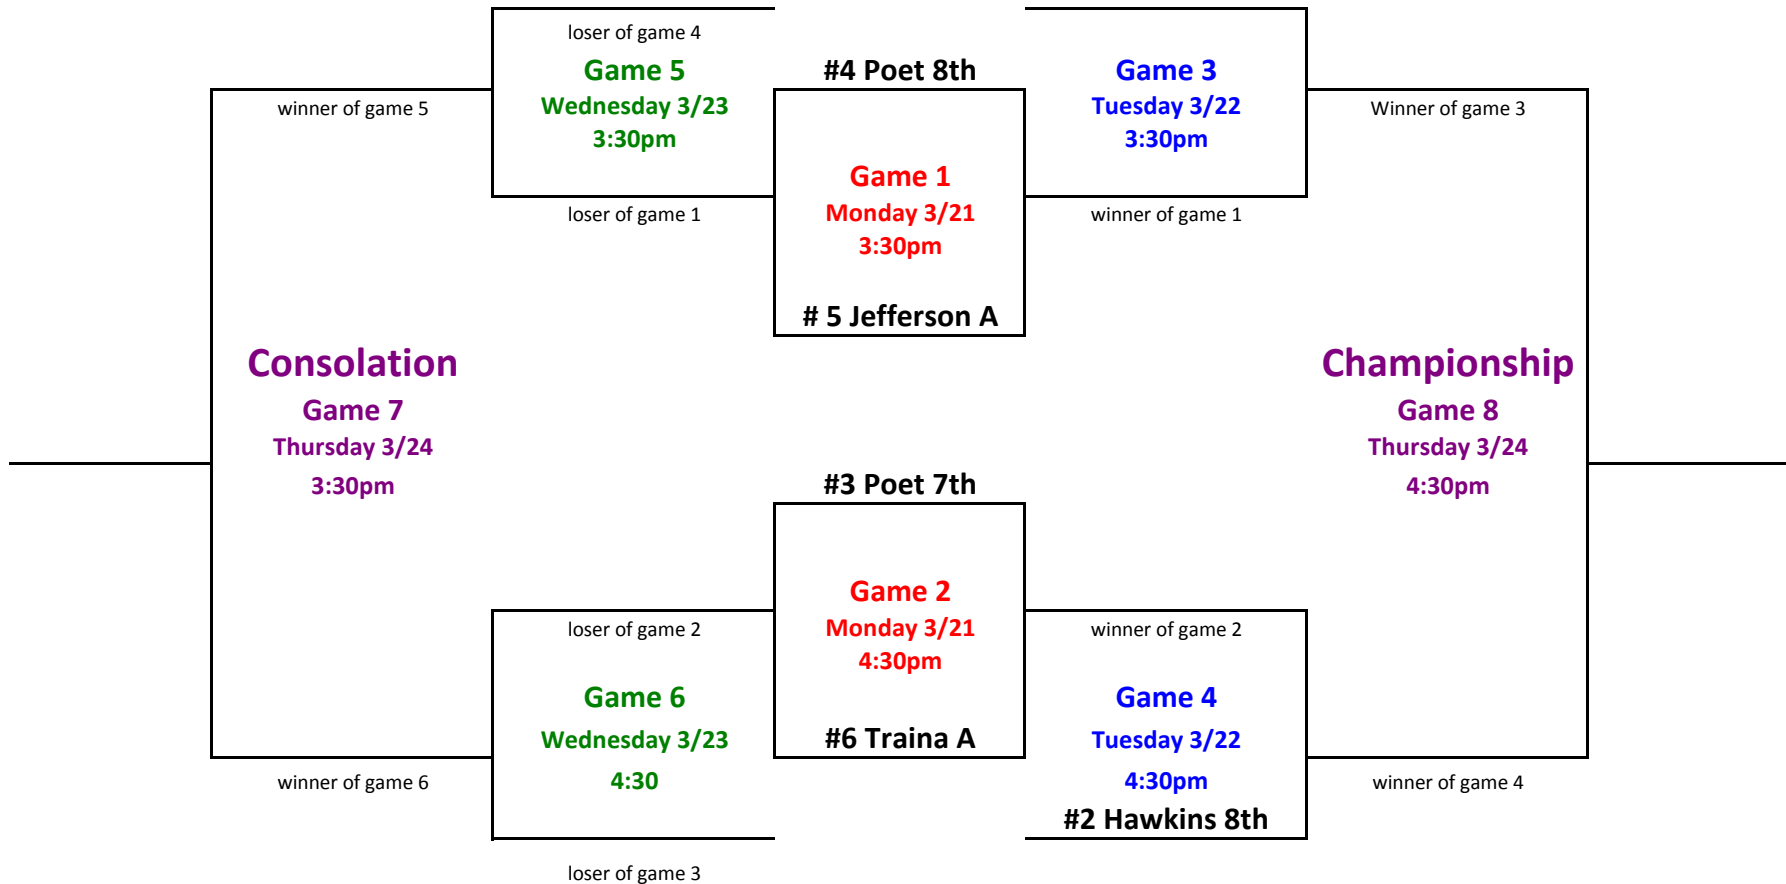 loser of game 4
Game 5
Wednesday 3/23
3:30pm
loser of game 1
#4 Poet 8th
Game 1
Monday 3/21
3:30pm
# 5 Jefferson A
Game 3
Tuesday 3/22
3:30pm
winner of game 1
winner of game 5
Winner of game 3
Consolation
Game 7
Thursday 3/24
3:30pm
Championship
Game 8
Thursday 3/24
4:30pm
#3 Poet 7th
Game 2
Monday 3/21
4:30pm
#6 Traina A
loser of game 2
Game 6
Wednesday 3/23
4:30
loser of game 3
winner of game 2
Game 4
Tuesday 3/22
4:30pm
#2 Hawkins 8th
winner of game 6
winner of game 4